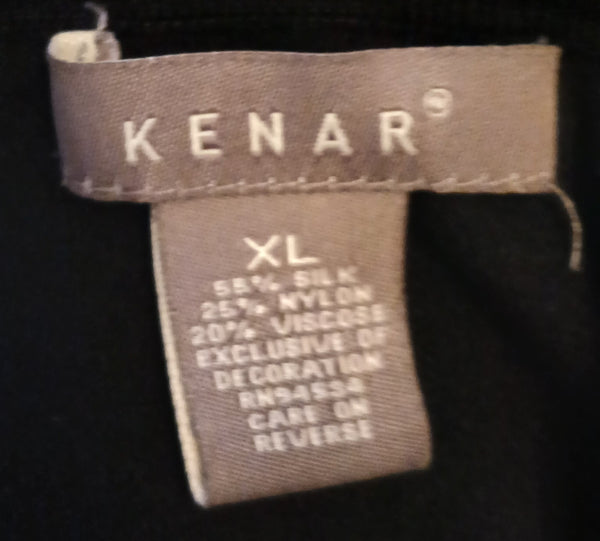 KENAR®
XL
55% SILK
25% NYLON
20% VISCOSE
EXCLUSIVE OF
DECORATION
RN94534
CARE ON
REVERSE